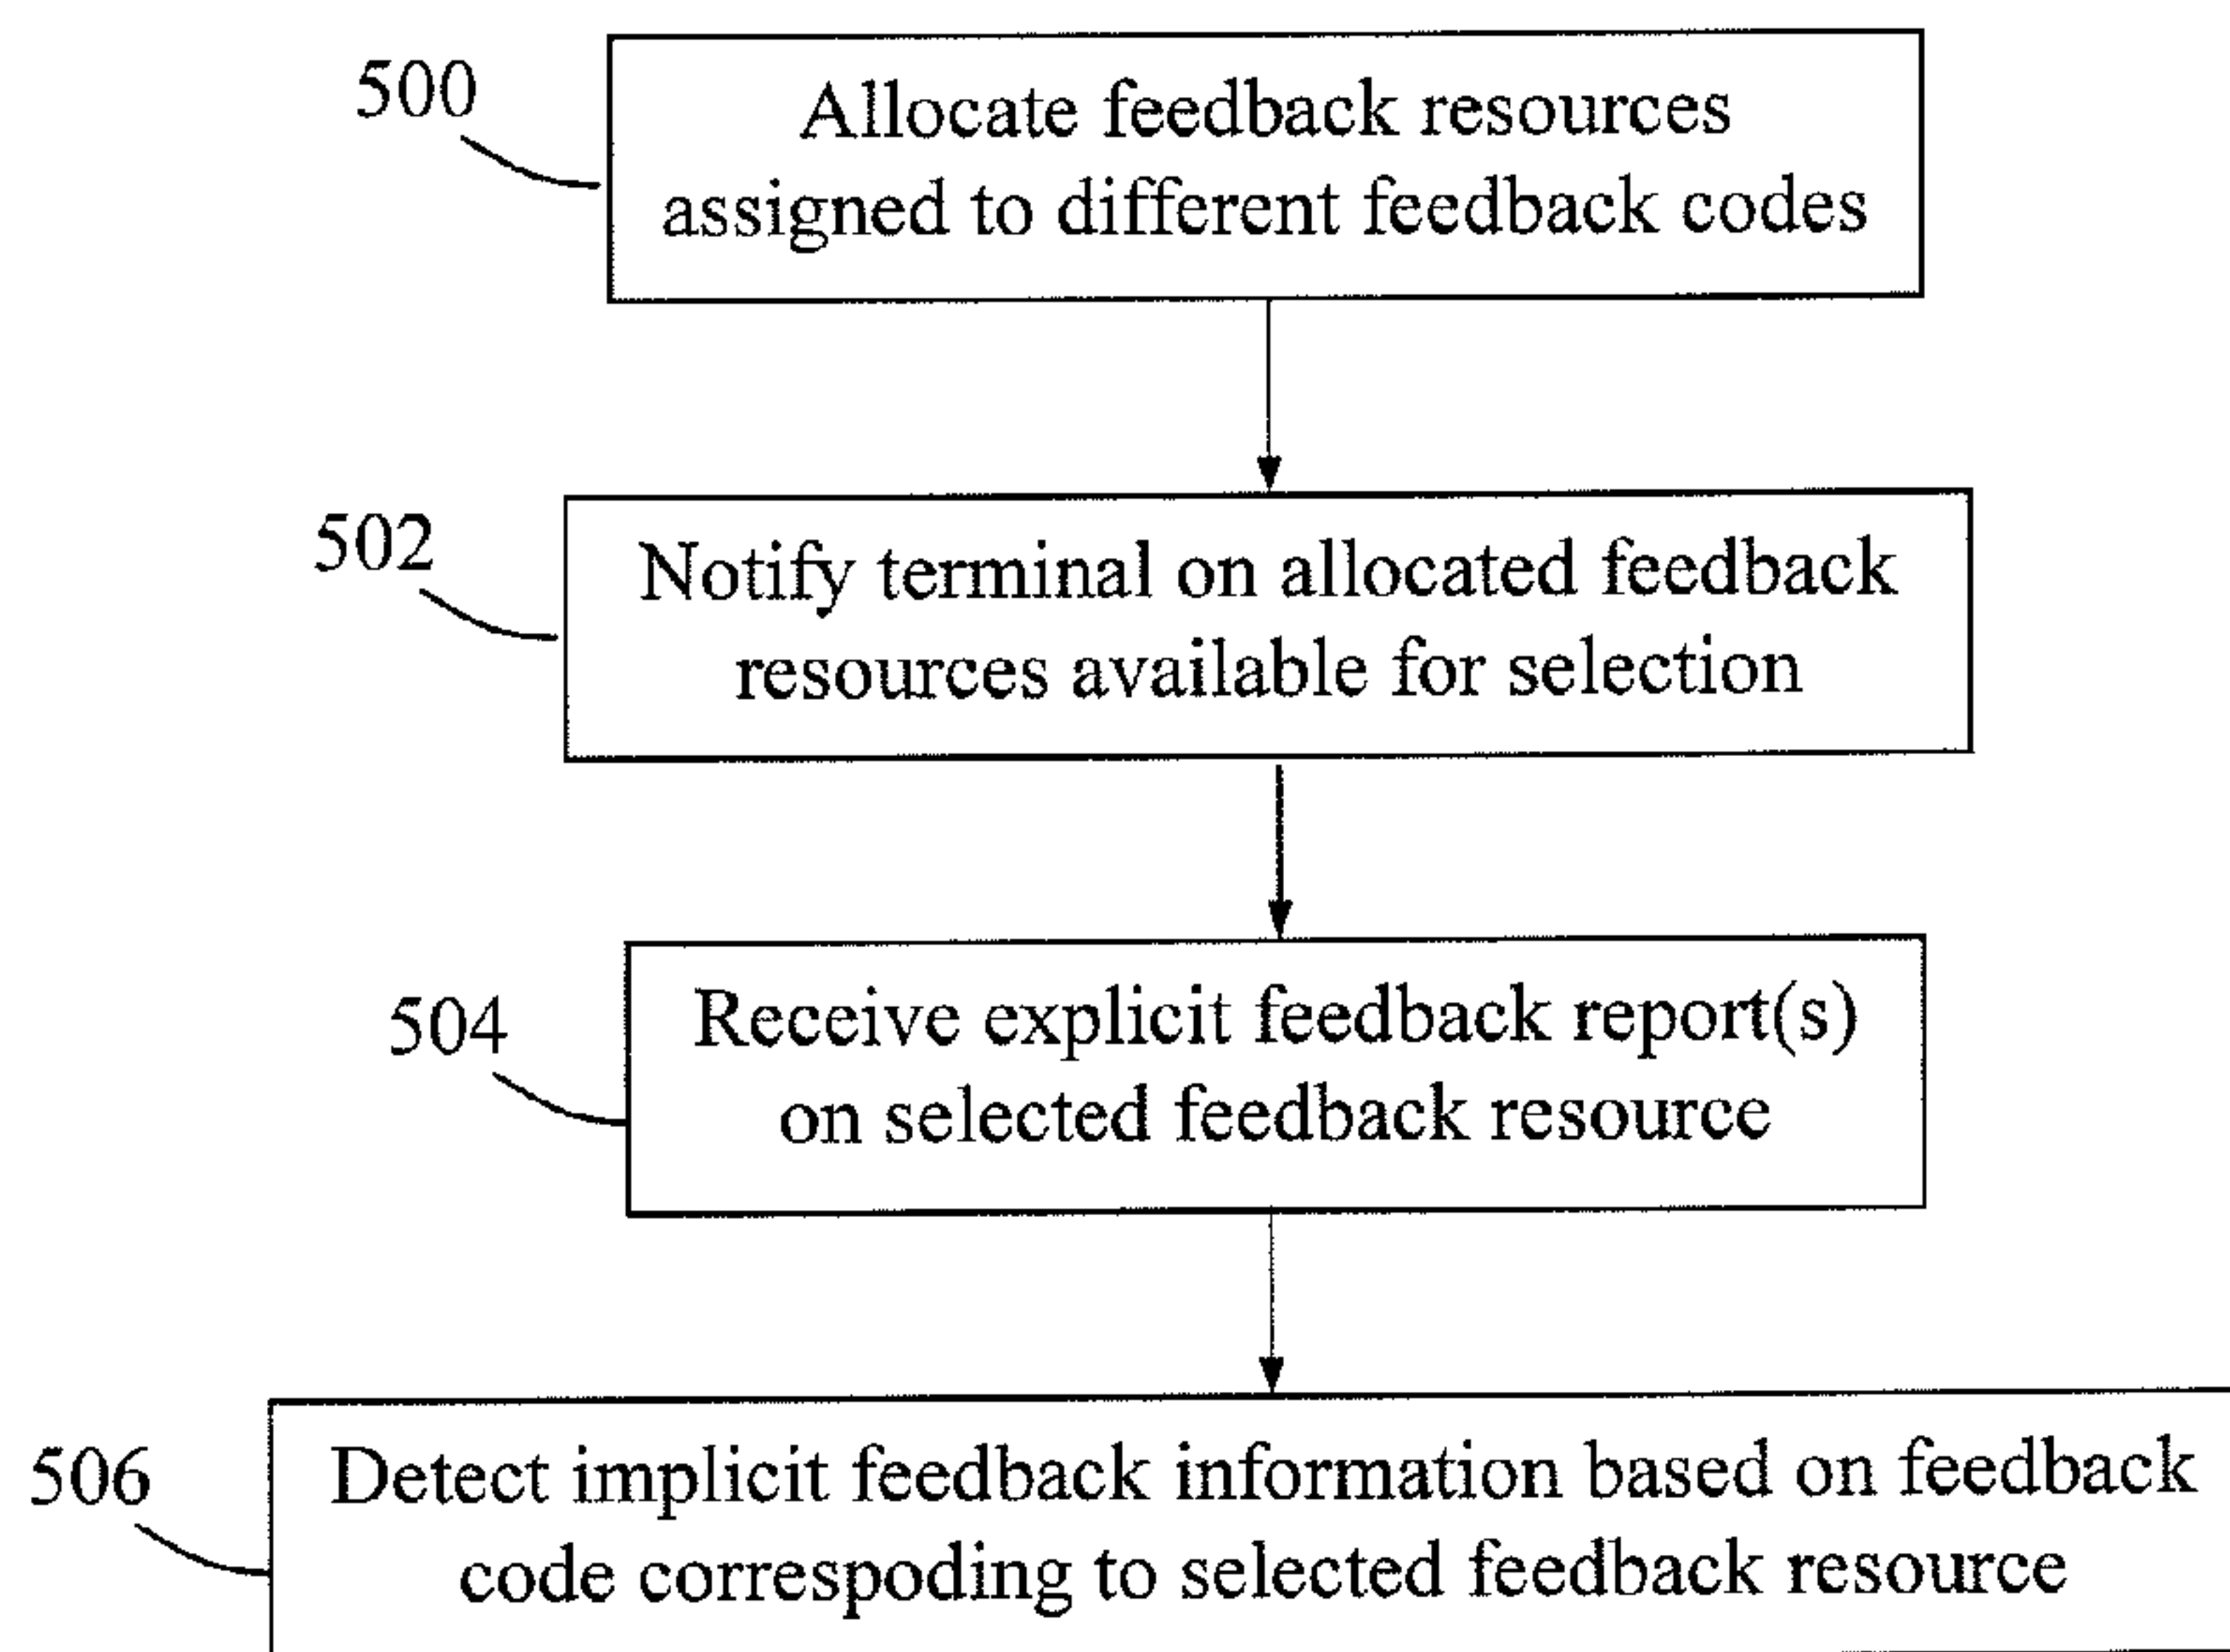 500
Allocate feedback resources
assigned to different feedback codes
502
Notify terminal on allocated feedback
resources available for selection
504
Receive explicit feedback report(s)
on selected feedback resource
506
Detect implicit feedback information based on feedback
code correspoding to selected feedback resource